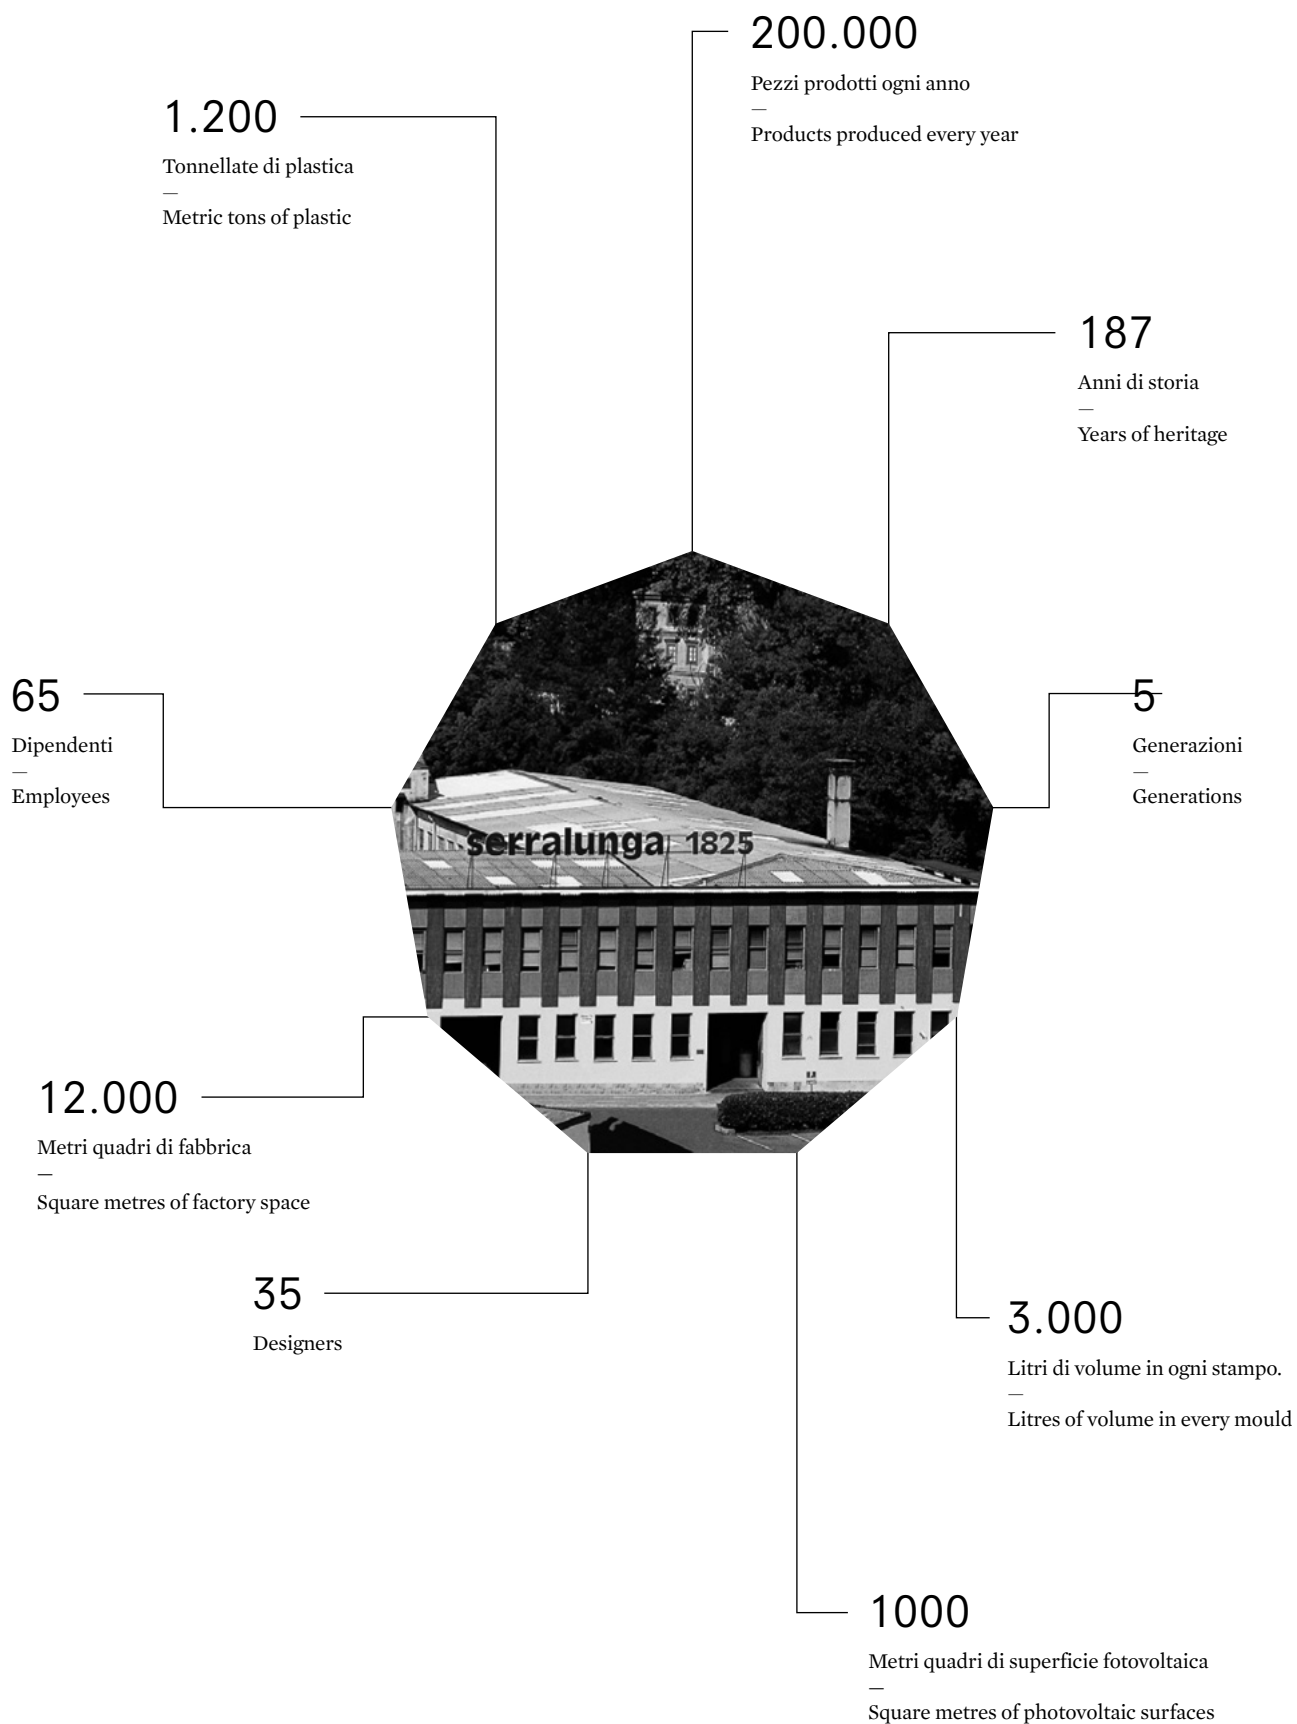 200.000
Pezzi prodotti ogni anno
—
Products produced every year
1.200
Tonnellate di plastica
—
Metric tons of plastic
187
Anni di storia
—
Years of heritage
65
Dipendenti
—
Employees
5
Generazioni
—
Generations
serralunga 1825
12.000
Metri quadri di fabbrica
—
Square metres of factory space
35
Designers
3.000
Litri di volume in ogni stampo.
—
Litres of volume in every mould
1000
Metri quadri di superficie fotovoltaica
—
Square metres of photovoltaic surfaces